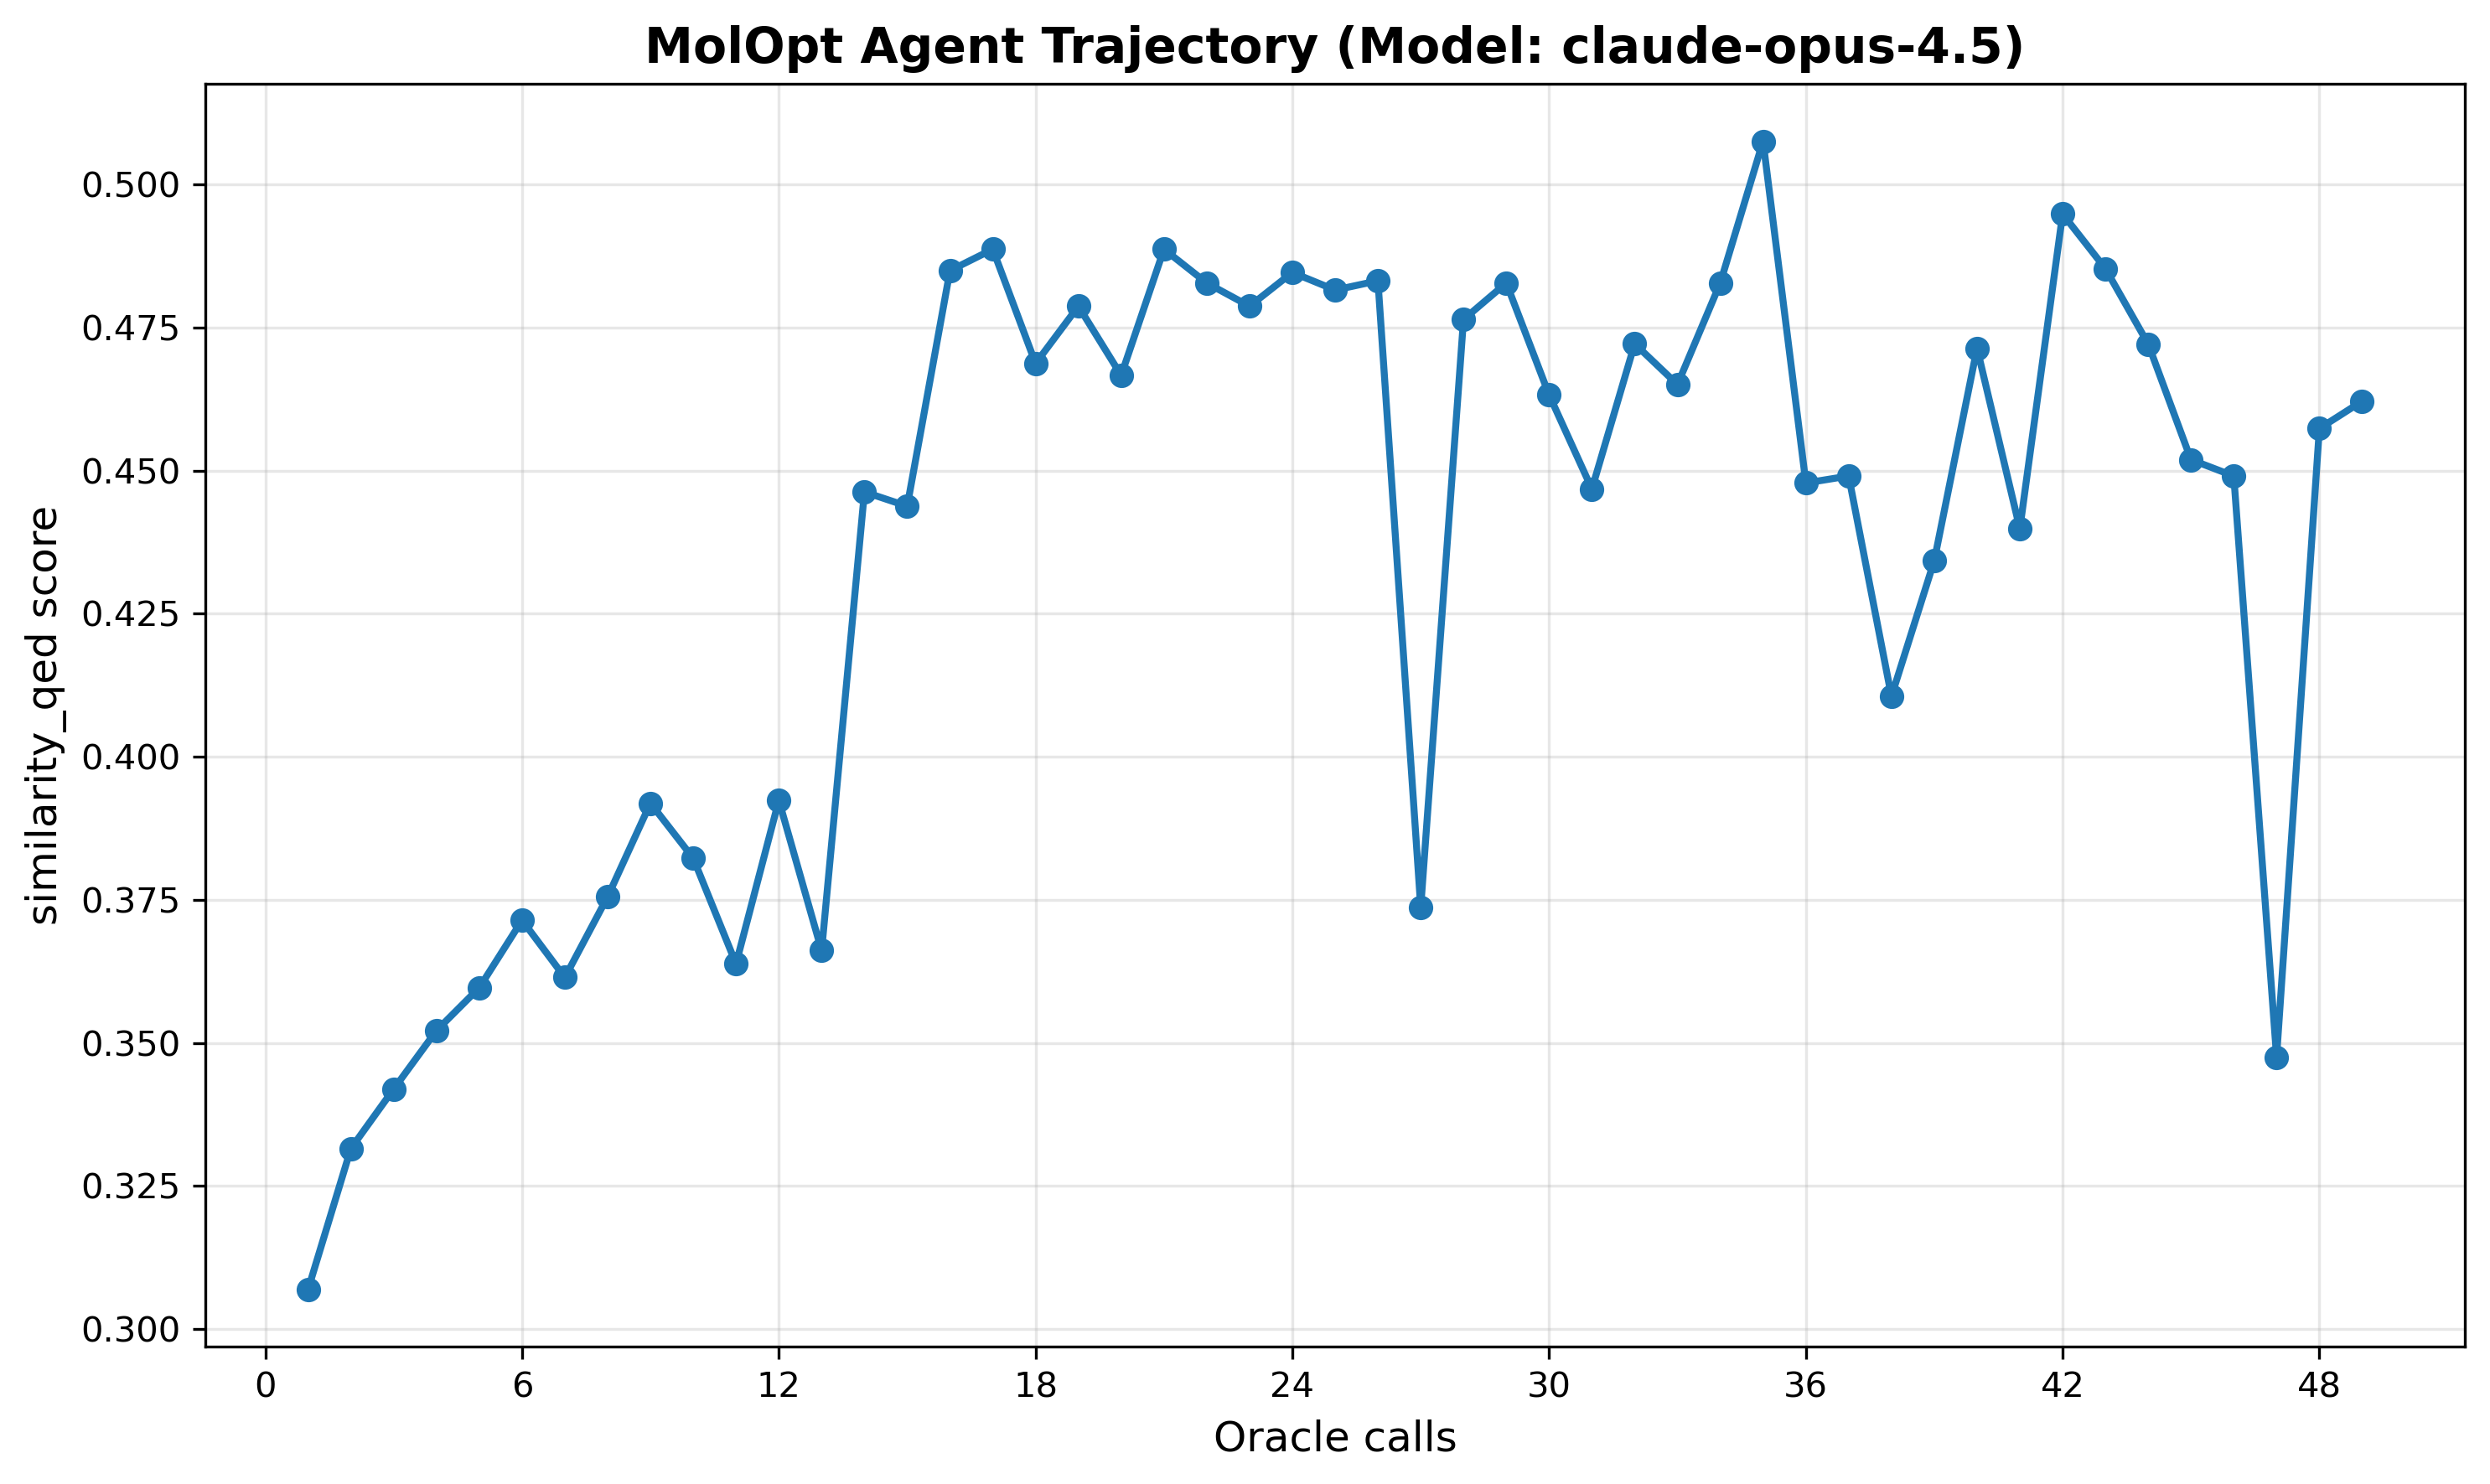 MolOpt Agent Trajectory (Model: claude-opus-4.5)
similarity_qed score
0.500
0.475
0.450
0.425
0.400
0.375
0.350
0.325
0.300
0 6 12 18 24 30 36 42 48
Oracle calls